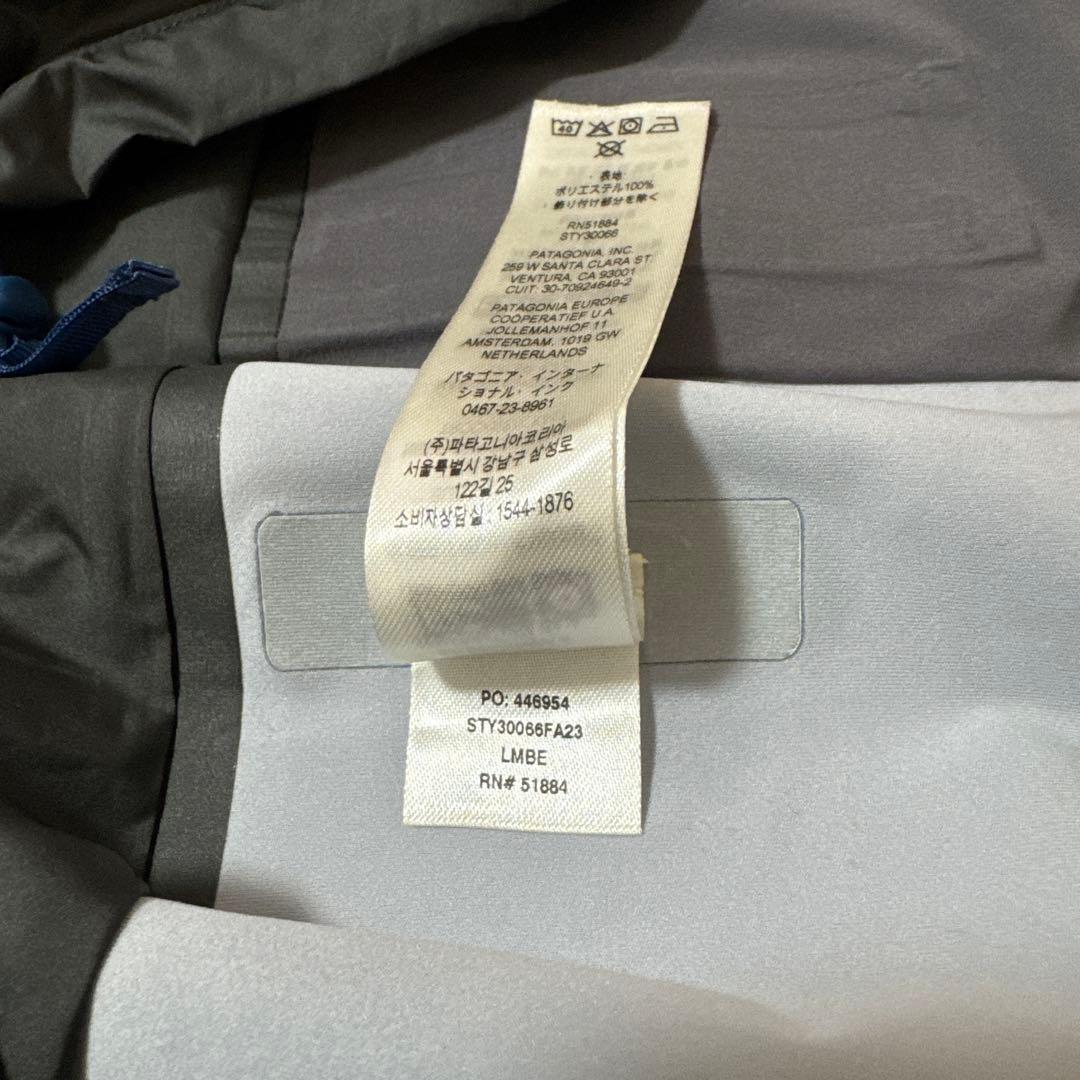 40
・表地
ポリエステル100%
飾り付け部分を除く
RN51884
STY30066
PATAGONIA, INC.
259 W SANTA CLARA ST
VENTURA, CA 93001
CUIT: 30-70924649-2
PATAGONIA EUROPE
COOPERATIEF U.A.
JOLLEMANHOF 11
AMSTERDAM, 1019 GW
NETHERLANDS
パタゴニア・インターナ
ショナル・インク
0467-23-8961
(주)파타고니아코리아
서울특별시 강남구 삼성로
122길 25
소비자상담실 : 1544-1876
PO: 446954
STY30066FA23
LMBE
RN# 51884